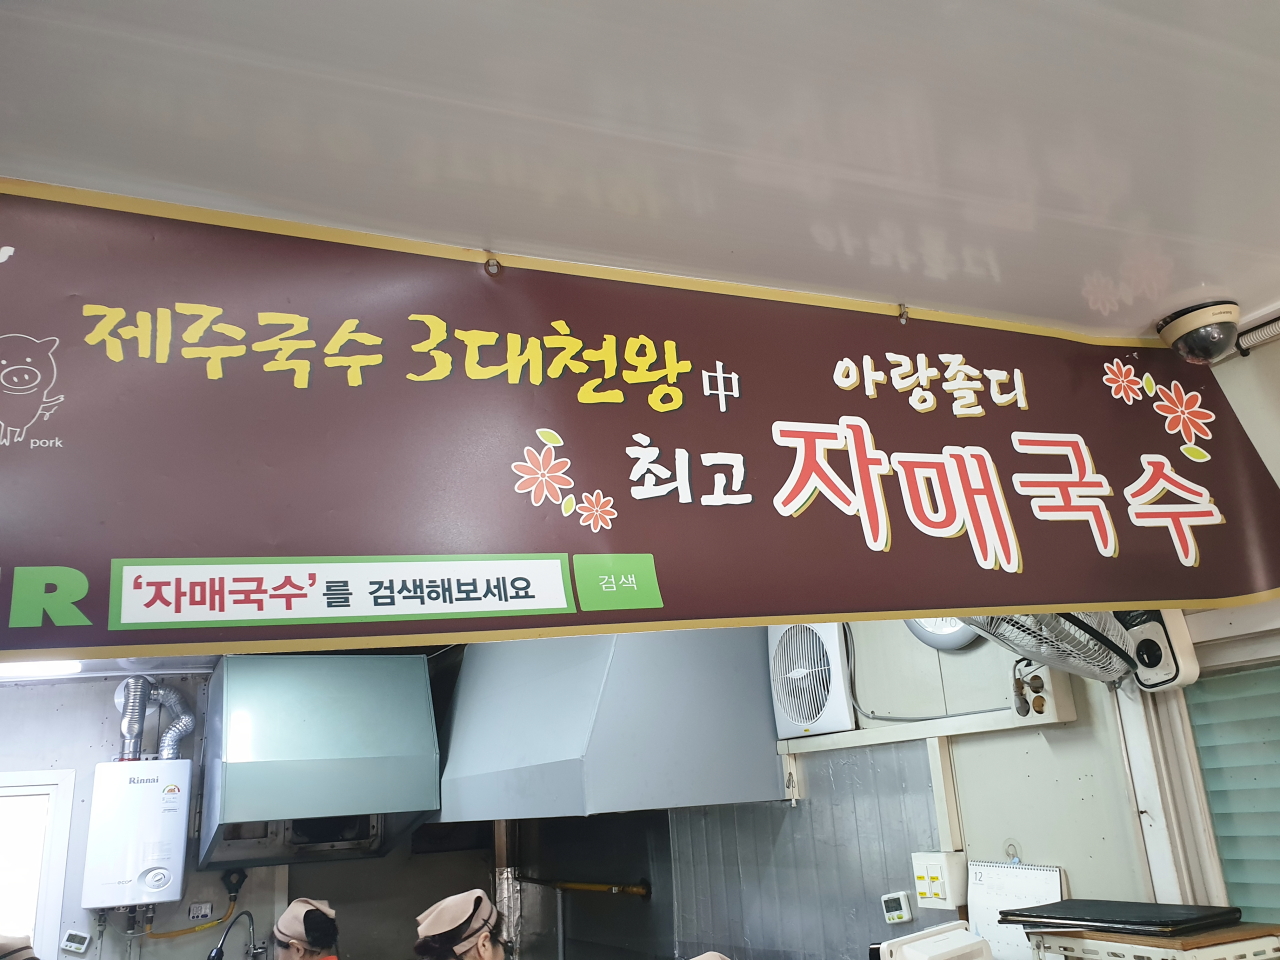 제주국수 3대천왕 中
아랑졸디
최고 자매국수
pork
'자매국수'를 검색해보세요 검색
Rinnai
12